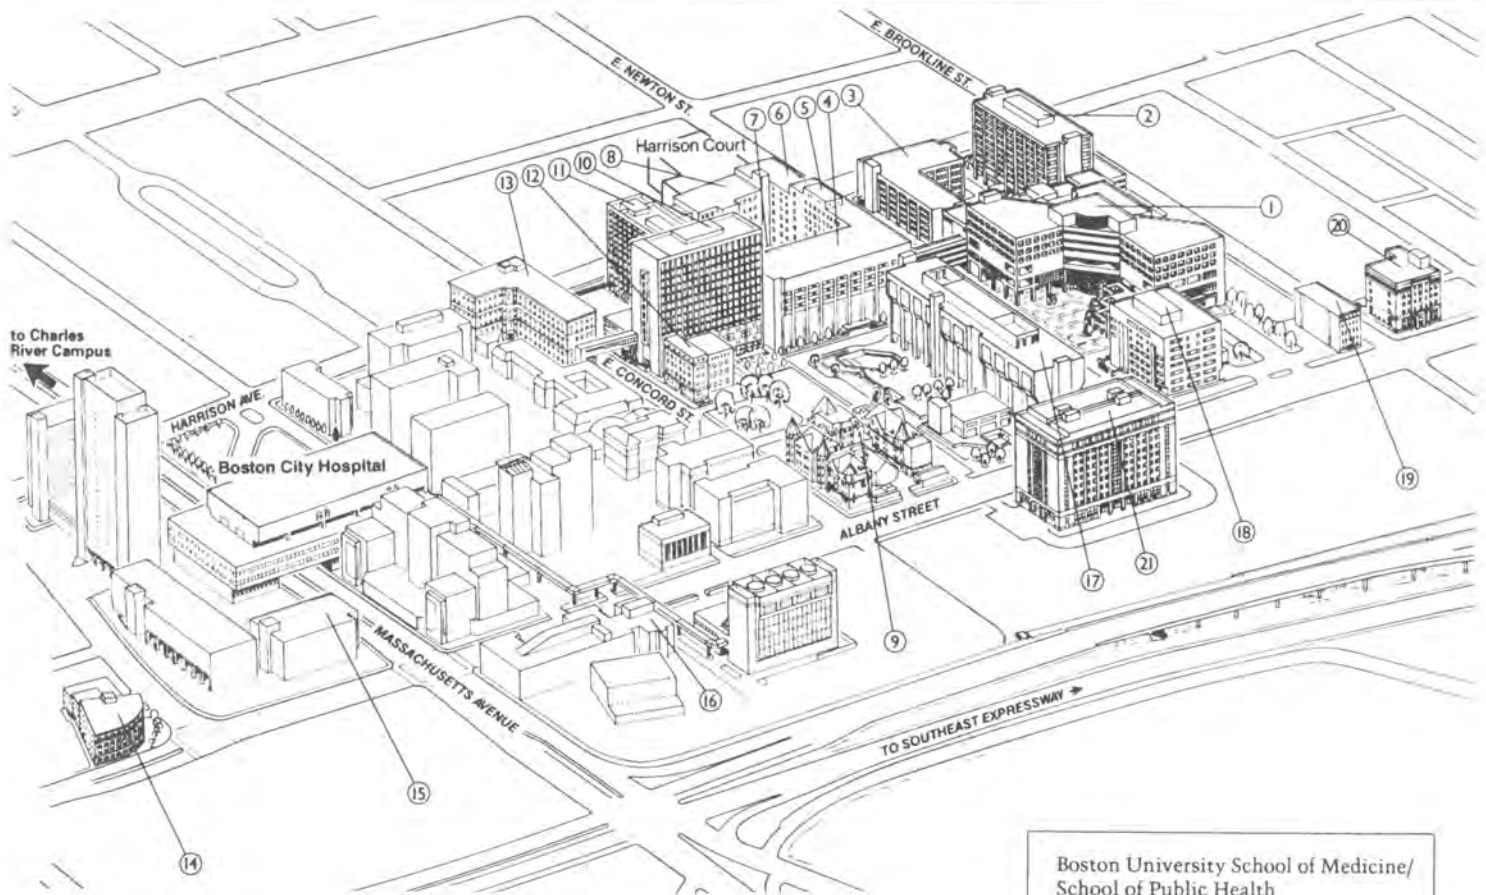 E. BROOKLINE ST.
E. NEWTON ST.
3
2
4
5
6
7
Harrison Court
8
10
11
12
13
1
20
to Charles
River Campus
HARRISON AVE.
E. CONCORD ST.
Boston City Hospital
19
ALBANY STREET
18
21
17
9
MASSACHUSETTS AVENUE
16
TO SOUTHEAST EXPRESSWAY
15
14
Boston University School of Medicine/
School of Public Health